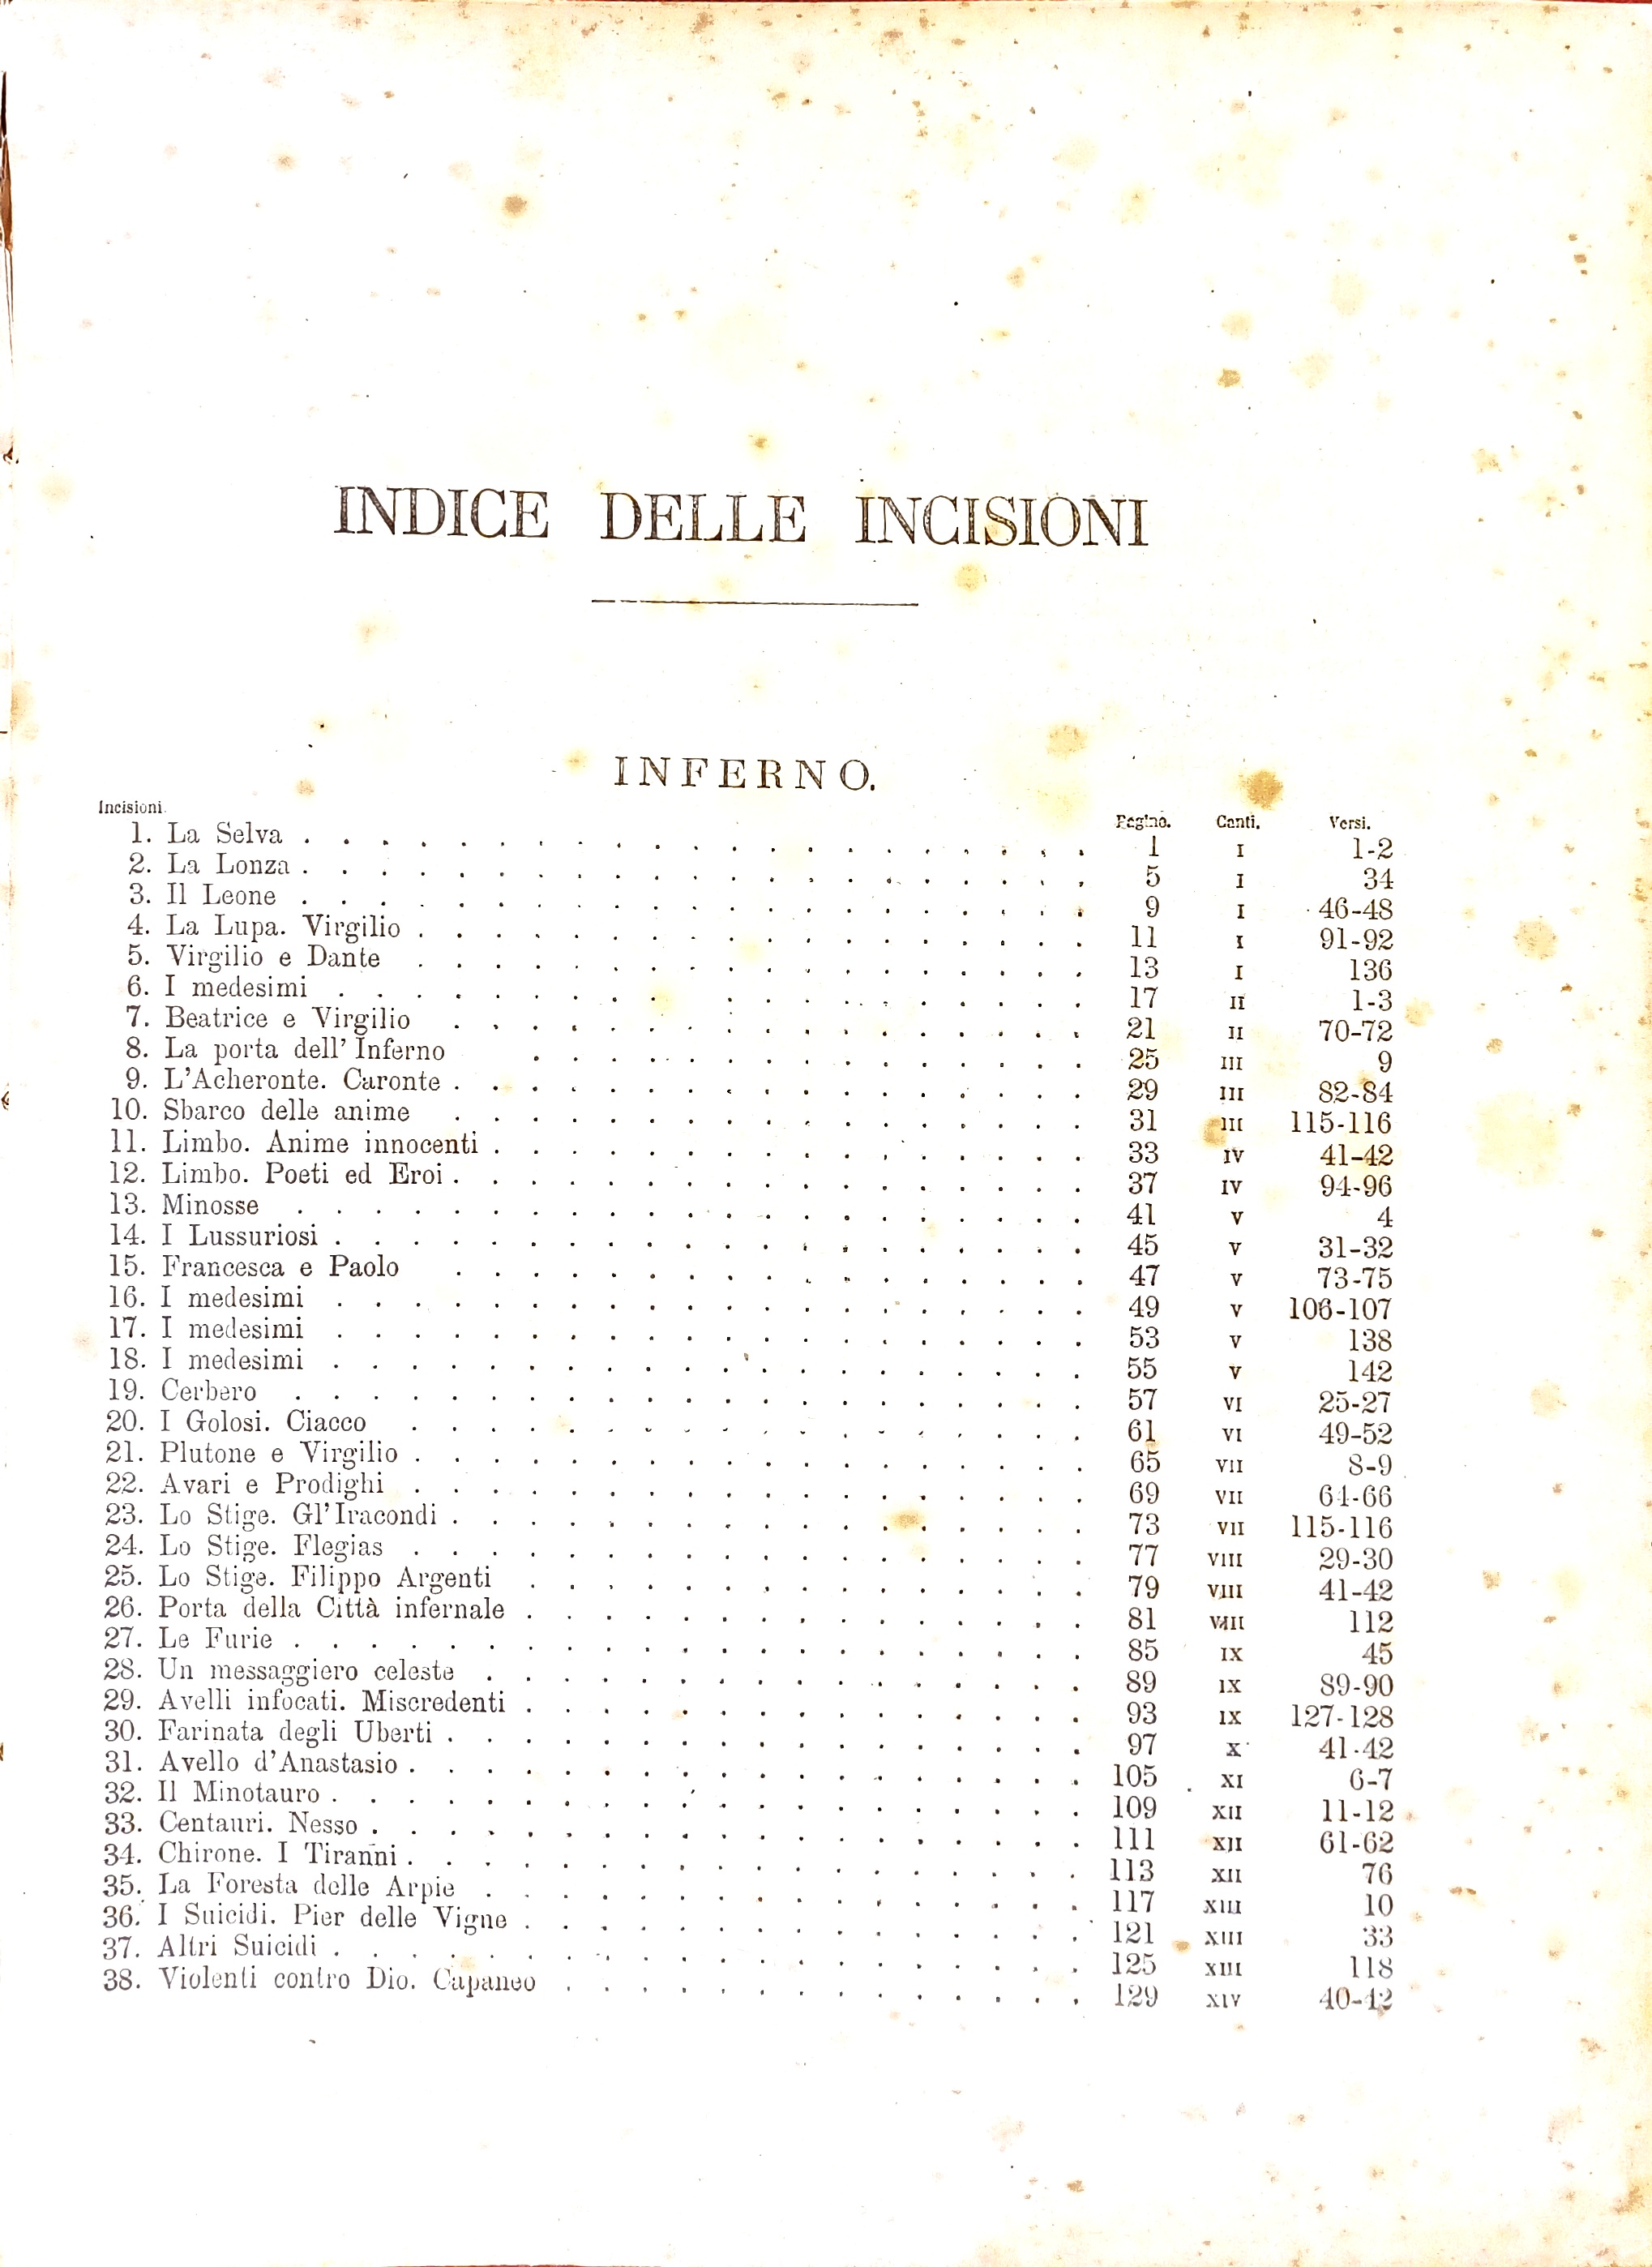 INDICE DELLE INCISIONI
INFERNO.
Incisioni. Pagine. Canti. Versi.
1. La Selva . . . . . . . . . . . . . . . . . . . . 1 I 1-2
2. La Lonza . . . . . . . . . . . . . . . . . . . . 5 I 34
3. Il Leone . . . . . . . . . . . . . . . . . . . . 9 I 46-48
4. La Lupa. Virgilio . . . . . . . . . . . . . . . . . 11 I 91-92
5. Virgilio e Dante . . . . . . . . . . . . . . . . . 13 I 136
6. I medesimi . . . . . . . . . . . . . . . . . . . 17 II 1-3
7. Beatrice e Virgilio . . . . . . . . . . . . . . . . 21 II 70-72
8. La porta dell' Inferno . . . . . . . . . . . . . . . 25 III 9
9. L'Acheronte. Caronte . . . . . . . . . . . . . . . . 29 III 82-84
10. Sbarco delle anime . . . . . . . . . . . . . . . . 31 III 115-116
11. Limbo. Anime innocenti . . . . . . . . . . . . . . . 33 IV 41-42
12. Limbo. Poeti ed Eroi . . . . . . . . . . . . . . . . 37 IV 94-96
13. Minosse . . . . . . . . . . . . . . . . . . . . 41 V 4
14. I Lussuriosi . . . . . . . . . . . . . . . . . . . 45 V 31-32
15. Francesca e Paolo . . . . . . . . . . . . . . . . 47 V 73-75
16. I medesimi . . . . . . . . . . . . . . . . . . . 49 V 106-107
17. I medesimi . . . . . . . . . . . . . . . . . . . 53 V 138
18. I medesimi . . . . . . . . . . . . . . . . . . . 55 V 142
19. Cerbero . . . . . . . . . . . . . . . . . . . . 57 VI 25-27
20. I Golosi. Ciacco . . . . . . . . . . . . . . . . . 61 VI 49-52
21. Plutone e Virgilio . . . . . . . . . . . . . . . . . 65 VII 8-9
22. Avari e Prodighi . . . . . . . . . . . . . . . . . 69 VII 64-66
23. Lo Stige. Gl'Iracondi . . . . . . . . . . . . . . . . 73 VII 115-116
24. Lo Stige. Flegias . . . . . . . . . . . . . . . . . 77 VIII 29-30
25. Lo Stige. Filippo Argenti . . . . . . . . . . . . . . 79 VIII 41-42
26. Porta della Città infernale . . . . . . . . . . . . . . 81 VIII 112
27. Le Furie . . . . . . . . . . . . . . . . . . . . 85 IX 45
28. Un messaggiero celeste . . . . . . . . . . . . . . . 89 IX 89-90
29. Avelli infocati. Miscredenti . . . . . . . . . . . . . . 93 IX 127-128
30. Farinata degli Uberti . . . . . . . . . . . . . . . . 97 X 41-42
31. Avello d'Anastasio . . . . . . . . . . . . . . . . . 105 XI 6-7
32. Il Minotauro . . . . . . . . . . . . . . . . . . . 109 XII 11-12
33. Centauri. Nesso . . . . . . . . . . . . . . . . . . 111 XII 61-62
34. Chirone. I Tiranni . . . . . . . . . . . . . . . . . 113 XII 76
35. La Foresta delle Arpie . . . . . . . . . . . . . . . 117 XIII 10
36. I Suicidi. Pier delle Vigne . . . . . . . . . . . . . . 121 XIII 33
37. Altri Suicidi . . . . . . . . . . . . . . . . . . . 125 XIII 118
38. Violenti contro Dio. Capaneo . . . . . . . . . . . . . 129 XIV 40-42